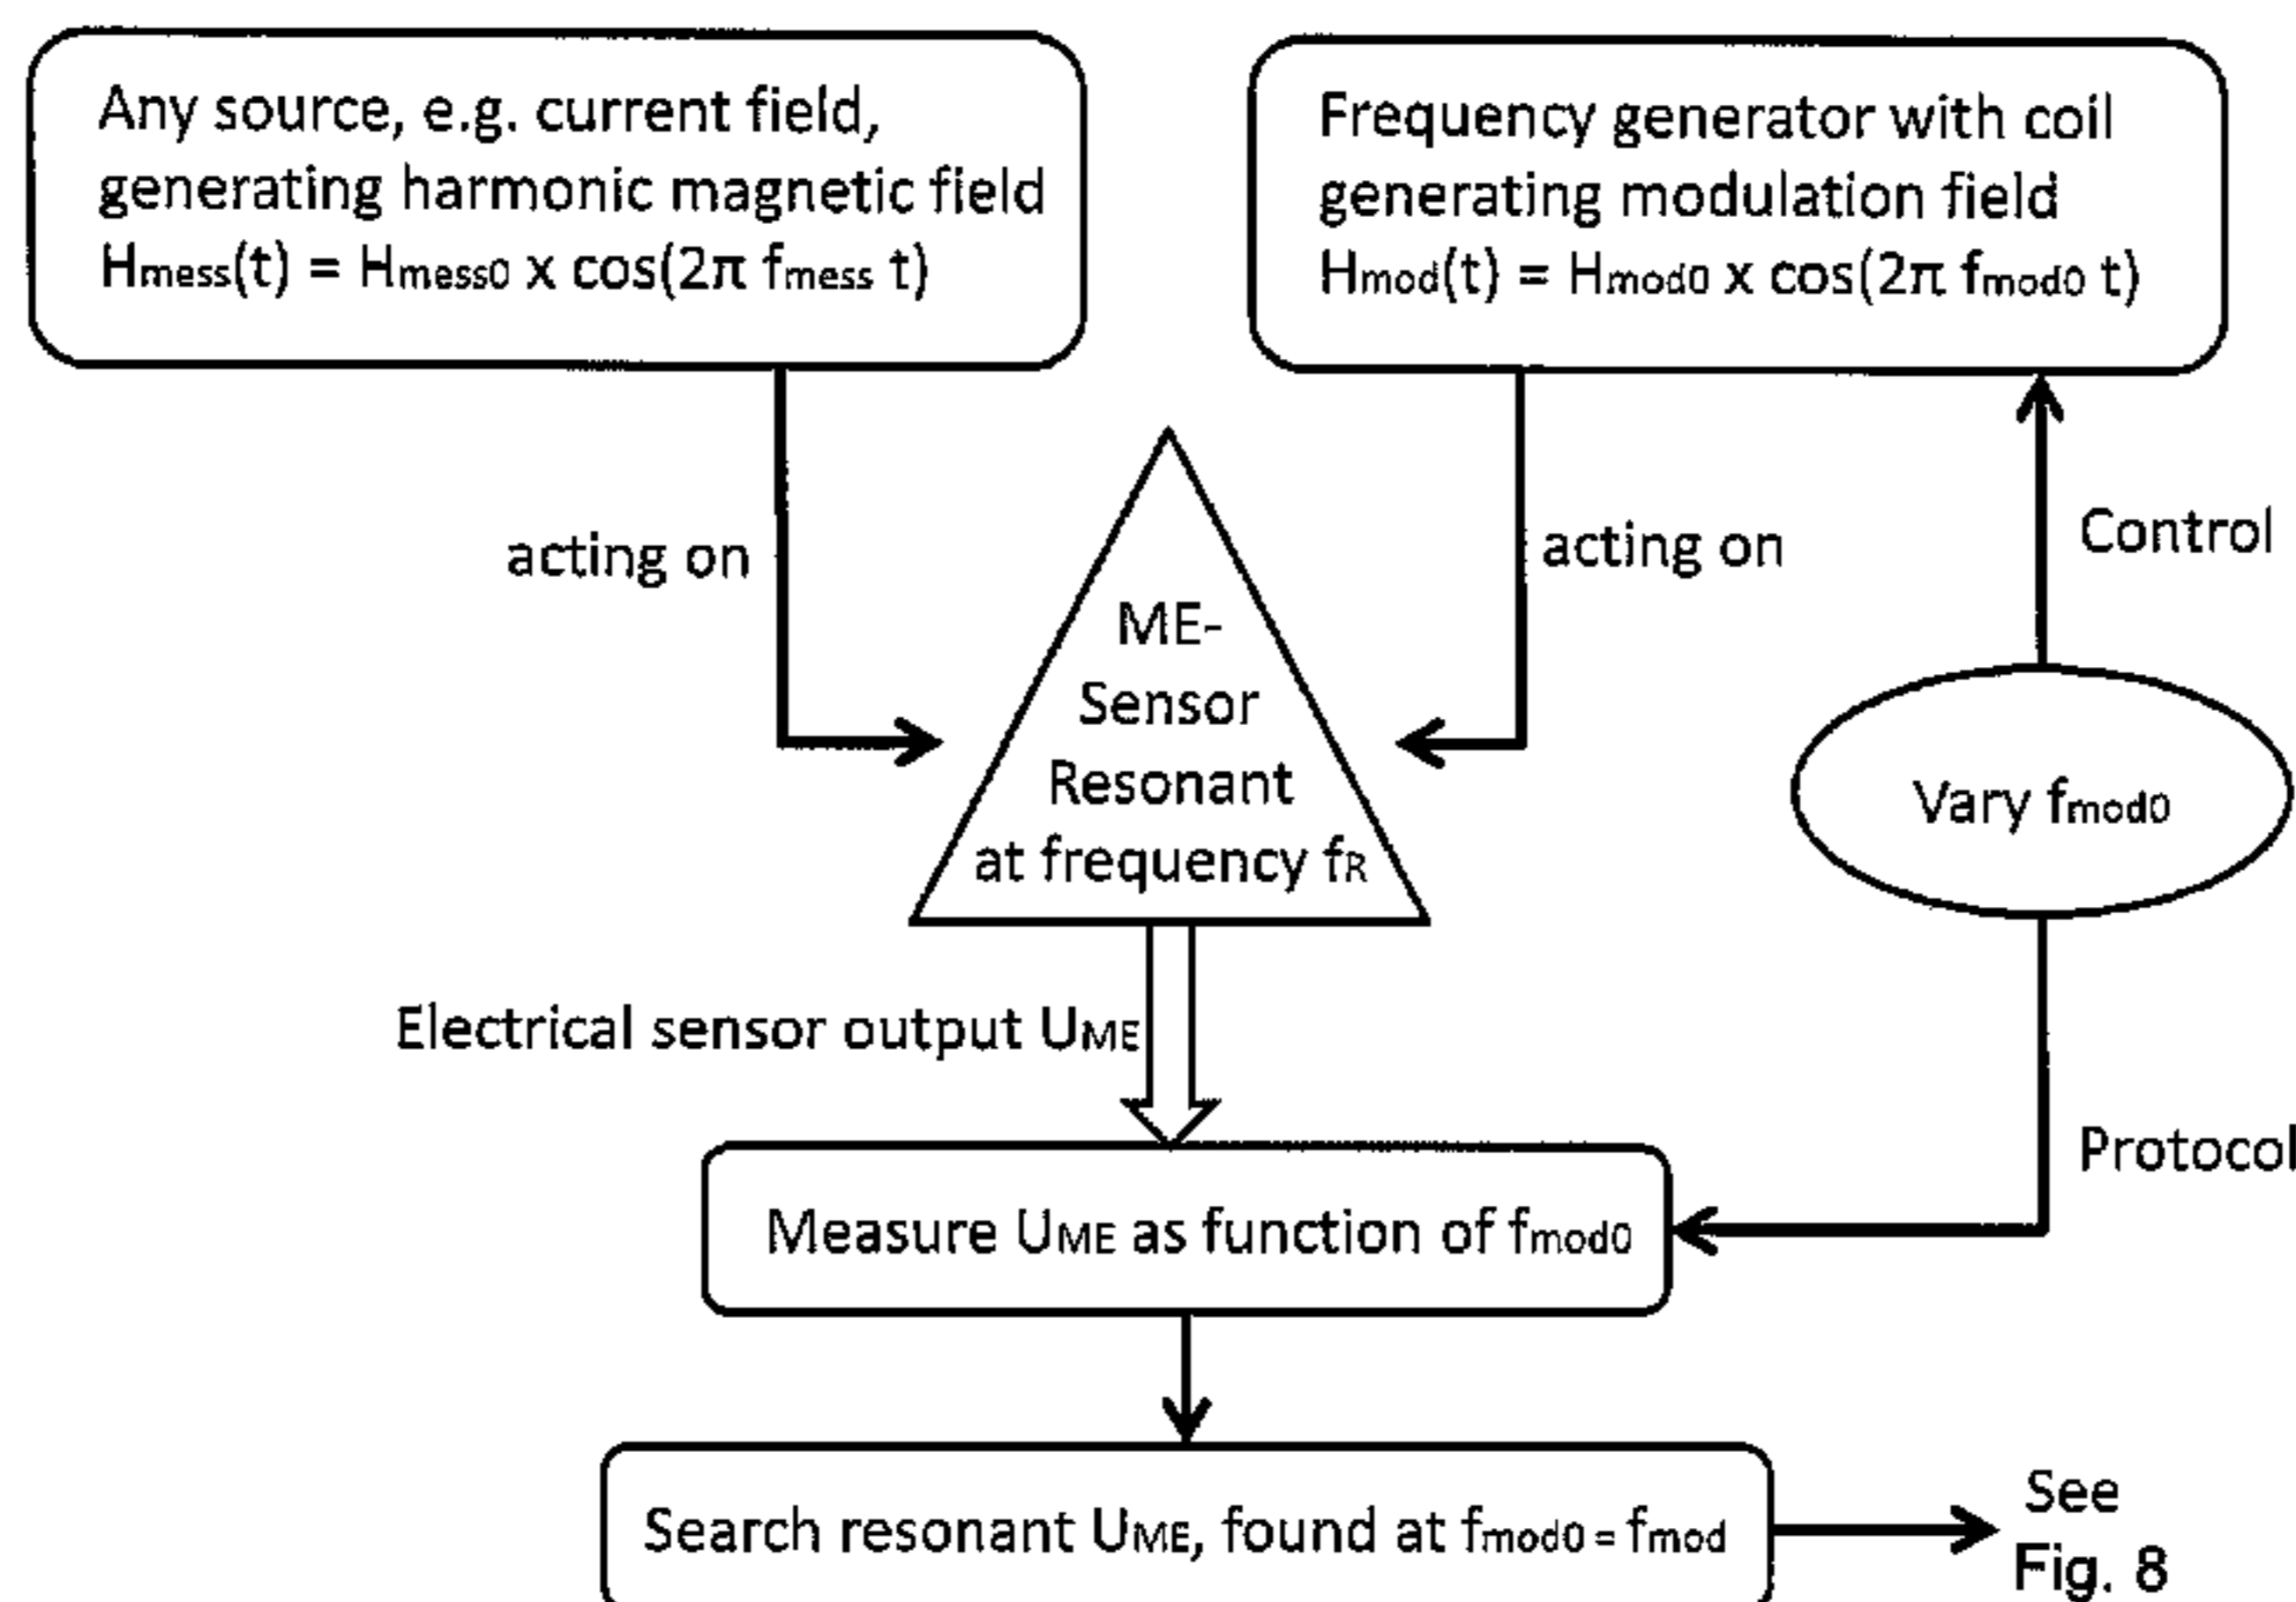 Any source, e.g. current field,
generating harmonic magnetic field
Hmess(t) = Hmess0 x cos(2π fmess t)
Frequency generator with coil
generating modulation field
Hmod(t) = Hmod0 x cos(2π fmod0 t)
acting on
acting on
Control
ME-
Sensor
Resonant
at frequency fR
Vary fmod0
Electrical sensor output UME
Protocol
Measure UME as function of fmod0
Search resonant UME, found at fmod0 = fmod
See
Fig. 8